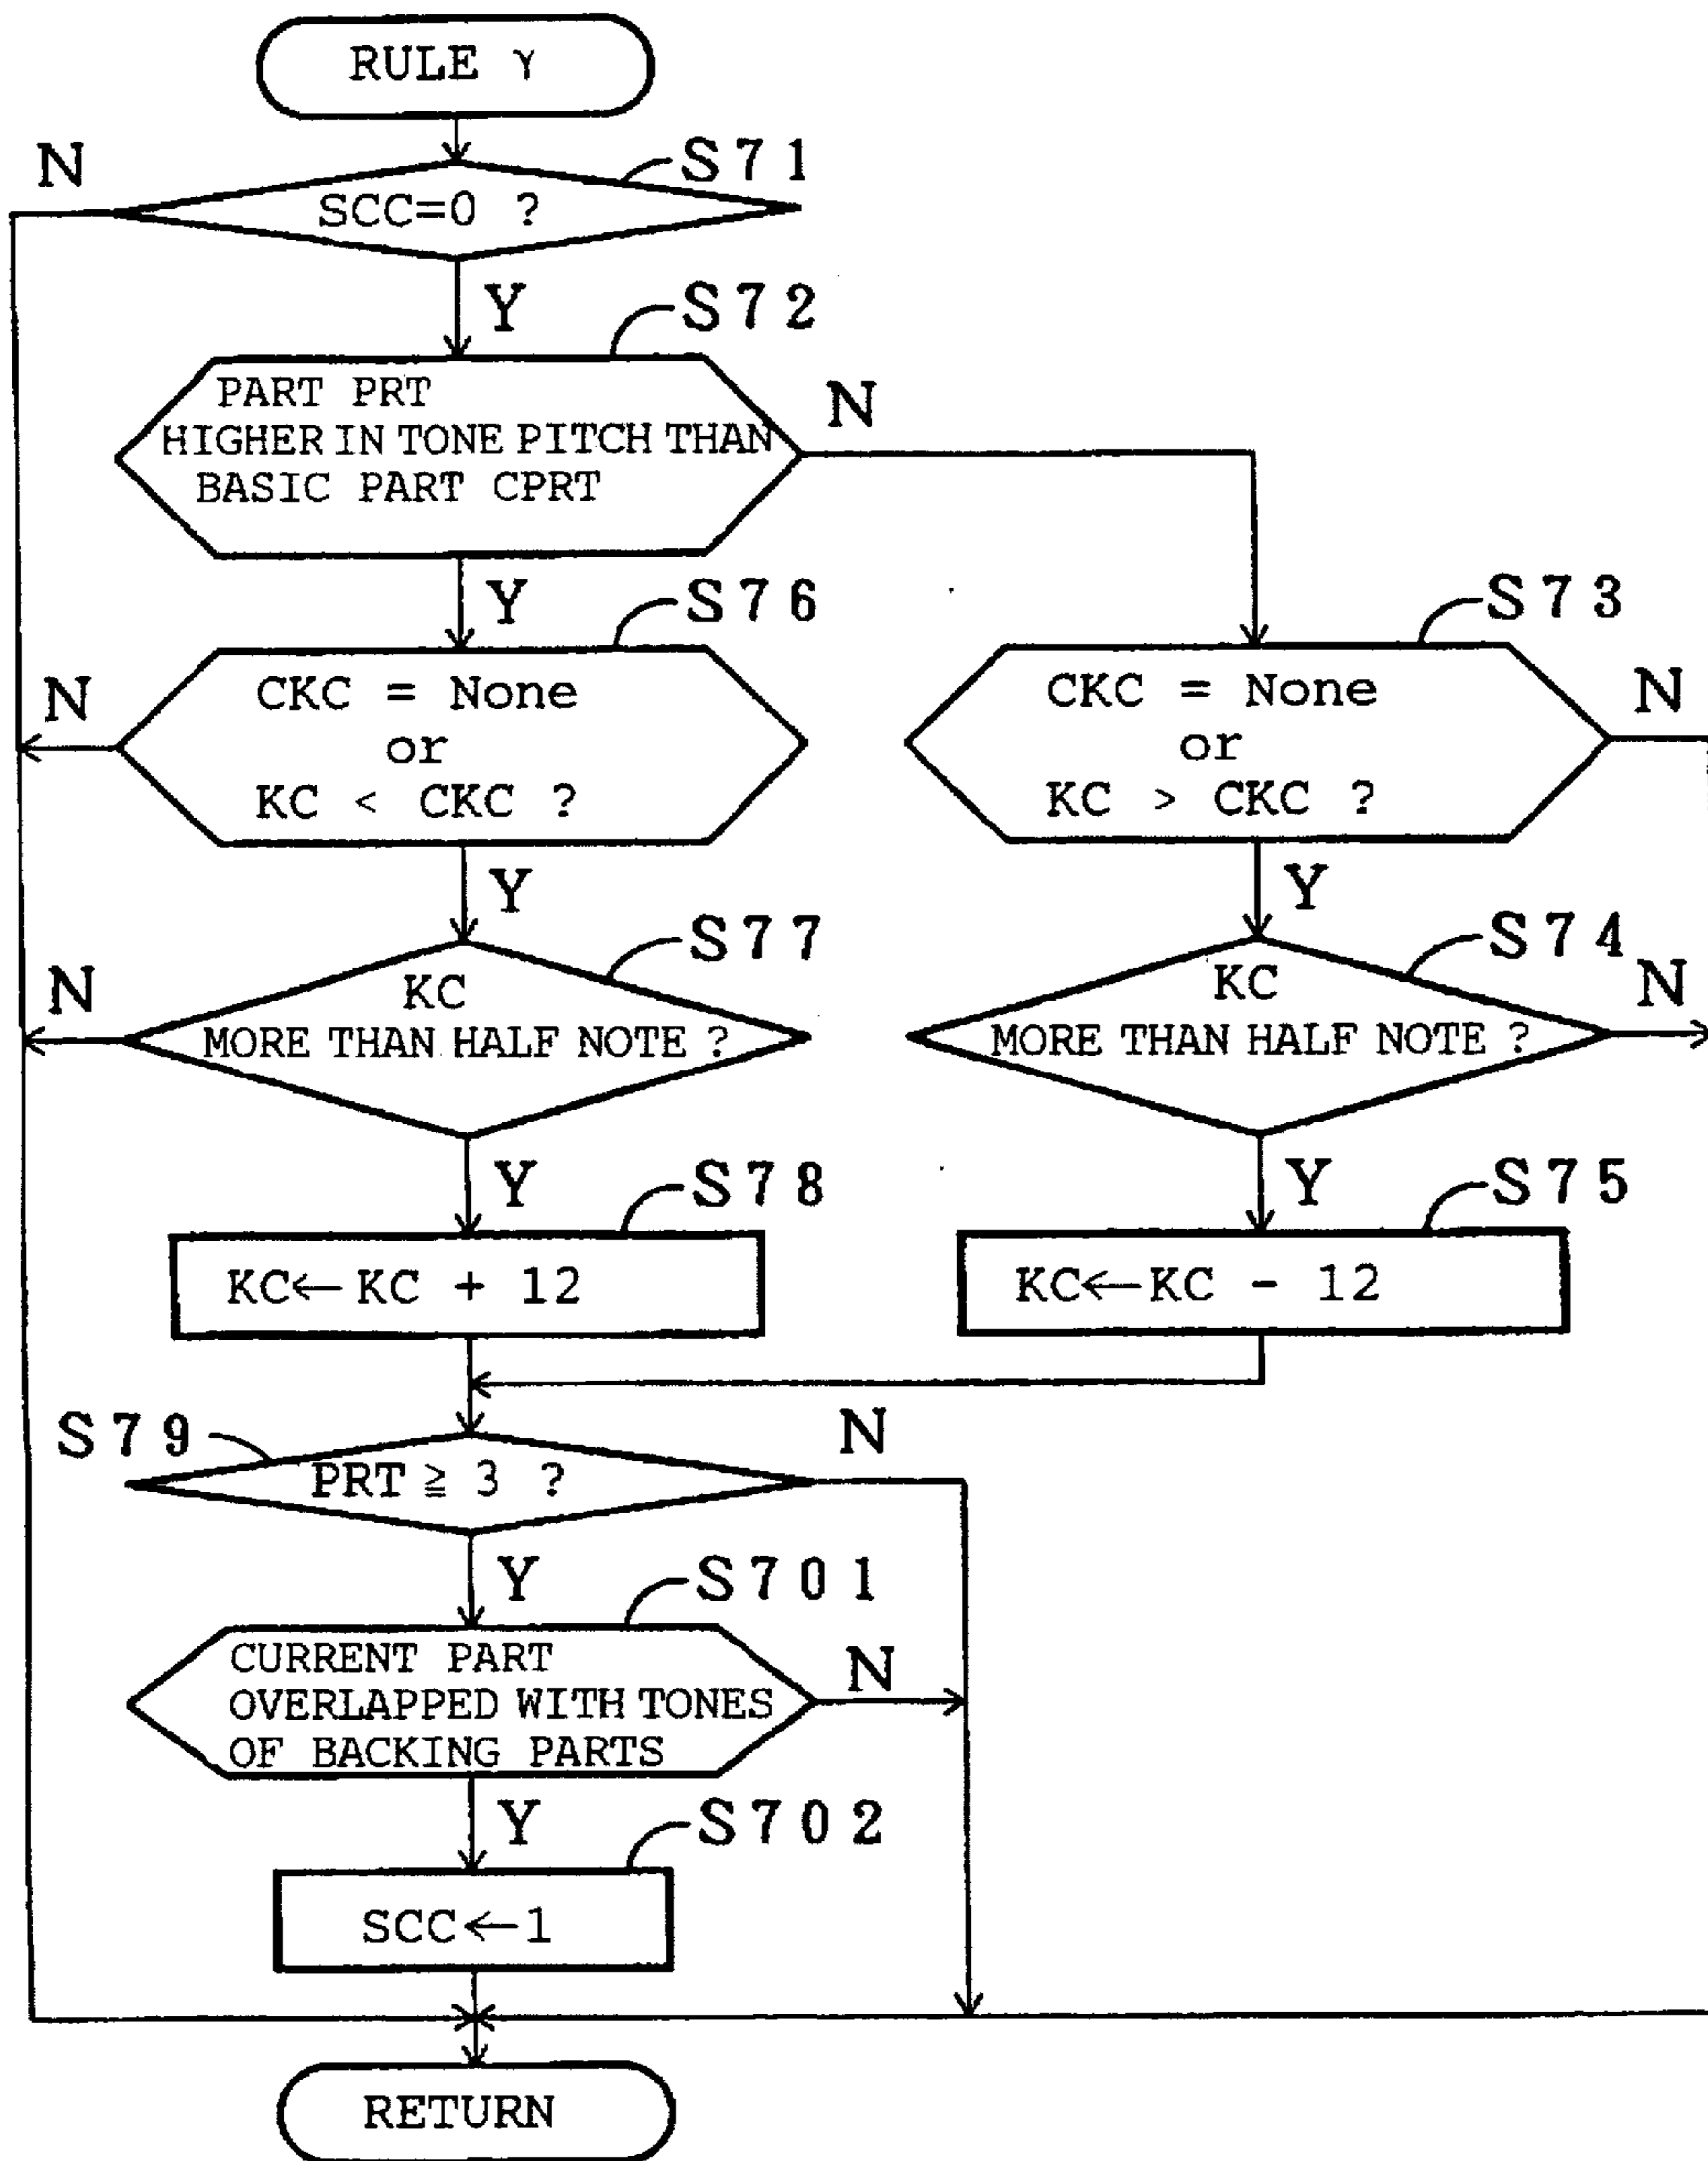 RULE γ
N
S71
SCC=0 ?
Y
S72
PART PRT
HIGHER IN TONE PITCH THAN
BASIC PART CPRT
N
Y
S76
S73
N
CKC = None
or
KC < CKC ?
CKC = None
or
KC > CKC ?
N
Y
Y
S77
S74
N
KC
MORE THAN HALF NOTE ?
KC
MORE THAN HALF NOTE ?
N
Y
S78
Y
S75
KC←KC + 12
KC←KC - 12
S79
N
PRT ≧ 3 ?
Y
S701
CURRENT PART
OVERLAPPED WITH TONES
OF BACKING PARTS
N
Y
S702
SCC←1
RETURN